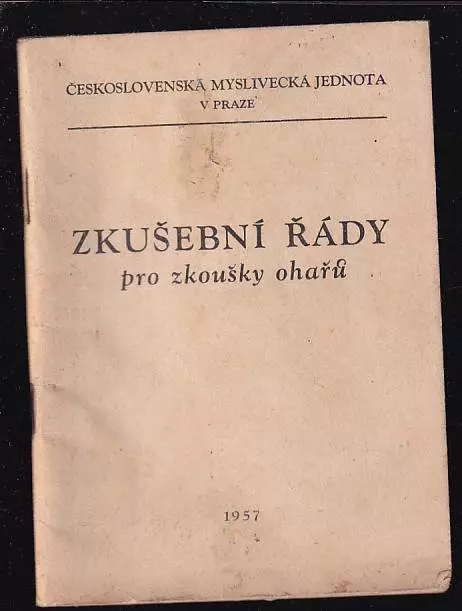 ČESKOSLOVENSKÁ MYSLIVECKÁ JEDNOTA
V PRAZE
ZKUŠEBNÍ ŘÁDY
pro zkoušky ohařů
1957